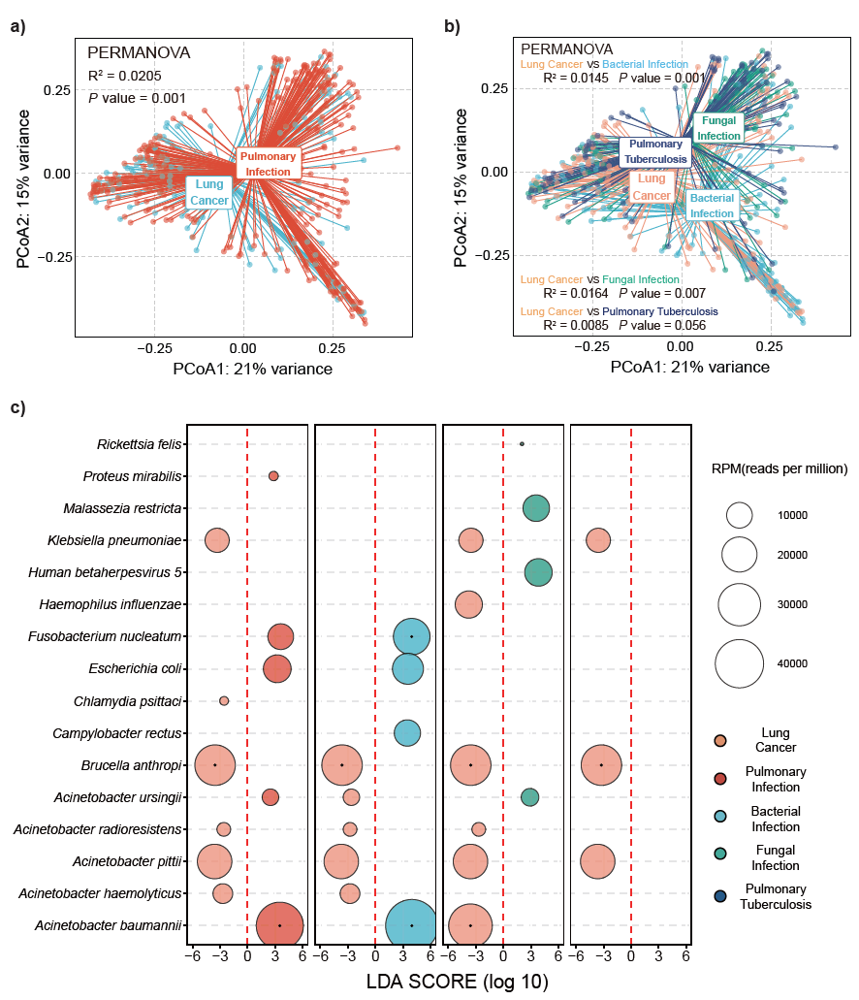 a)
PERMANOVA
R² = 0.0205
P value = 0.001
Pulmonary
Infection
Lung
Cancer
0.25
0.00
−0.25
PCoA2: 15% variance
−0.25
0.00
0.25
PCoA1: 21% variance
b)
PERMANOVA
Lung Cancer VS Bacterial Infection
R² = 0.0145 P value = 0.001
Fungal
Infection
Pulmonary
Tuberculosis
Lung
Cancer
Bacterial
Infection
Lung Cancer VS Fungal Infection
R² = 0.0164 P value = 0.007
Lung Cancer VS Pulmonary Tuberculosis
R² = 0.0085 P value = 0.056
0.25
0.00
−0.25
PCoA2: 15% variance
−0.25
0.00
0.25
PCoA1: 21% variance
c)
Rickettsia felis
Proteus mirabilis
Malassezia restricta
Klebsiella pneumoniae
Human betaherpesvirus 5
Haemophilus influenzae
Fusobacterium nucleatum
Escherichia coli
Chlamydia psittaci
Campylobacter rectus
Brucella anthropi
Acinetobacter ursingii
Acinetobacter radioresistens
Acinetobacter pittii
Acinetobacter haemolyticus
Acinetobacter baumannii
−6 −3 0 3 6 −6 −3 0 3 6 −6 −3 0 3 6 −6 −3 0 3 6
LDA SCORE (log 10)
RPM(reads per million)
10000
20000
30000
40000
Lung
Cancer
Pulmonary
Infection
Bacterial
Infection
Fungal
Infection
Pulmonary
Tuberculosis